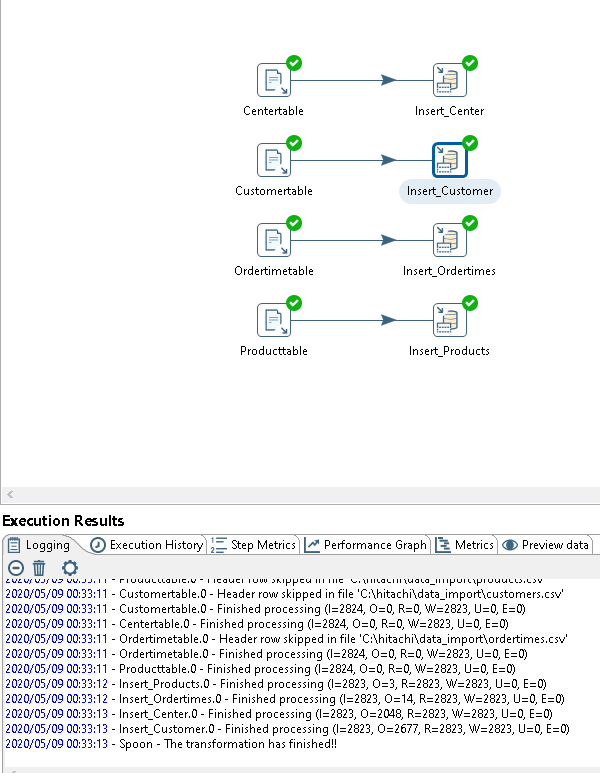 Centertable
Insert_Center
Customertable
Insert_Customer
Ordertimetable
Insert_Ordertimes
Producttable
Insert_Products
Execution Results
Logging Execution History Step Metrics Performance Graph Metrics Preview data
2020/05/09 00:33:11 - Producttable.0 - Header row skipped in file 'C:\hitachi\data_import\products.csv'
2020/05/09 00:33:11 - Customertable.0 - Header row skipped in file 'C:\hitachi\data_import\customers.csv'
2020/05/09 00:33:11 - Customertable.0 - Finished processing (I=2824, O=0, R=0, W=2823, U=0, E=0)
2020/05/09 00:33:11 - Centertable.0 - Finished processing (I=2824, O=0, R=0, W=2823, U=0, E=0)
2020/05/09 00:33:11 - Ordertimetable.0 - Header row skipped in file 'C:\hitachi\data_import\ordertimes.csv'
2020/05/09 00:33:11 - Ordertimetable.0 - Finished processing (I=2824, O=0, R=0, W=2823, U=0, E=0)
2020/05/09 00:33:11 - Producttable.0 - Finished processing (I=2824, O=0, R=0, W=2823, U=0, E=0)
2020/05/09 00:33:12 - Insert_Products.0 - Finished processing (I=2823, O=3, R=2823, W=2823, U=0, E=0)
2020/05/09 00:33:12 - Insert_Ordertimes.0 - Finished processing (I=2823, O=14, R=2823, W=2823, U=0, E=0)
2020/05/09 00:33:13 - Insert_Center.0 - Finished processing (I=2823, O=2048, R=2823, W=2823, U=0, E=0)
2020/05/09 00:33:13 - Insert_Customer.0 - Finished processing (I=2823, O=2677, R=2823, W=2823, U=0, E=0)
2020/05/09 00:33:13 - Spoon - The transformation has finished!!